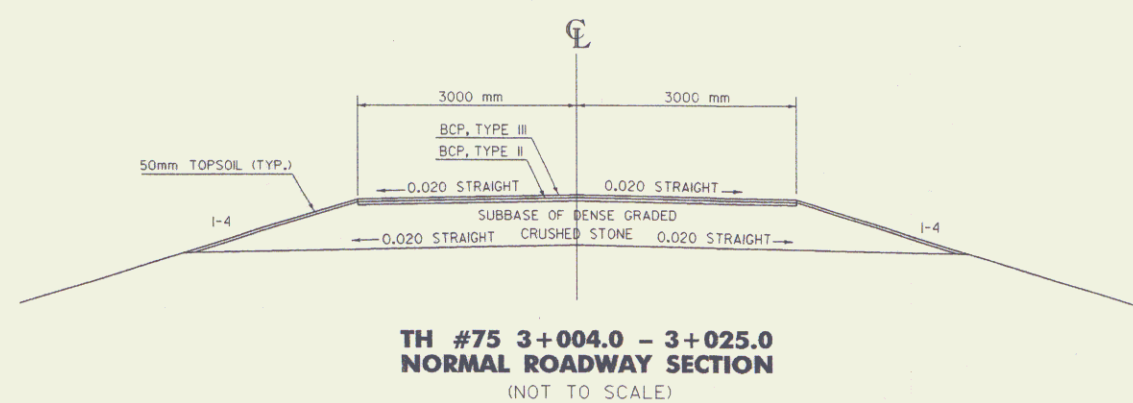 ℄
3000 mm 3000 mm
BCP, TYPE III
BCP, TYPE II
50mm TOPSOIL (TYP.)
0.020 STRAIGHT 0.020 STRAIGHT
SUBBASE OF DENSE GRADED
CRUSHED STONE
1-4 1-4
0.020 STRAIGHT 0.020 STRAIGHT
TH #75 3+004.0 - 3+025.0
NORMAL ROADWAY SECTION
(NOT TO SCALE)